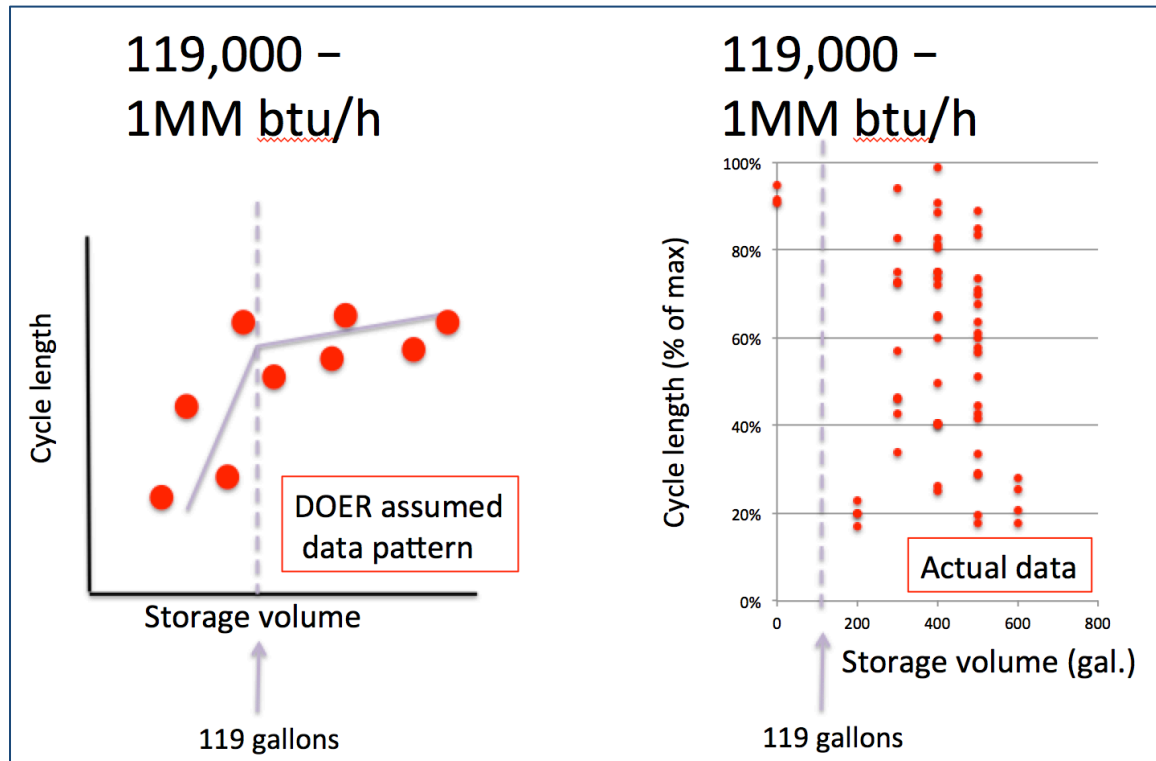 119,000 –
1MM btu/h
Cycle length
DOER assumed
data pattern
Storage volume
119 gallons
119,000 –
1MM btu/h
Cycle length (% of max)
100%
80%
60%
40%
20%
0%
Actual data
0
200
400
600
800
Storage volume (gal.)
119 gallons